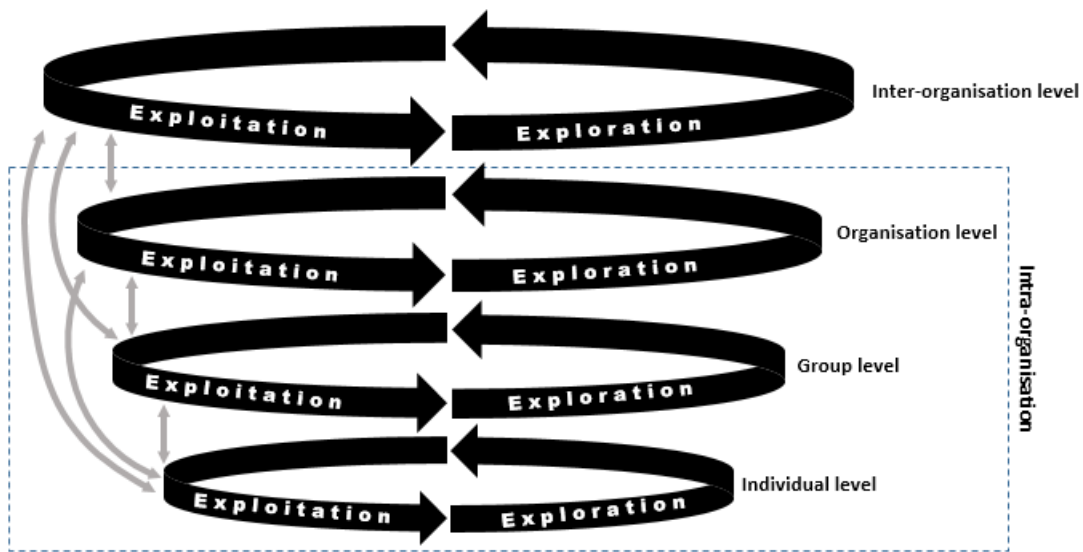 Inter-organisation level
Exploitation
Exploration
Organisation level
Exploitation
Exploration
Intra-organisation
Group level
Exploitation
Exploration
Individual level
Exploitation
Exploration